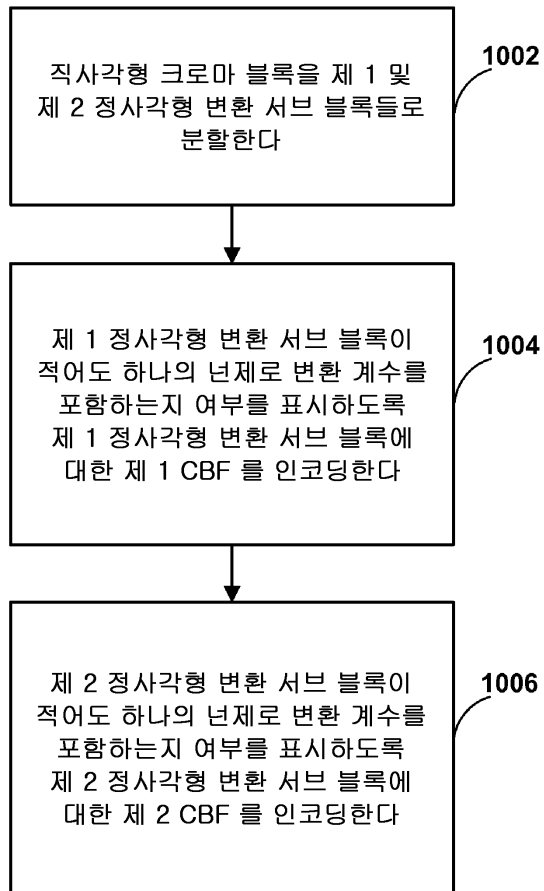 직사각형 크로마 블록을 제 1 및
제 2 정사각형 변환 서브 블록들로
분할한다
1002
제 1 정사각형 변환 서브 블록이
적어도 하나의 넌제로 변환 계수를
포함하는지 여부를 표시하도록
제 1 정사각형 변환 서브 블록에
대한 제 1 CBF 를 인코딩한다
1004
제 2 정사각형 변환 서브 블록이
적어도 하나의 넌제로 변환 계수를
포함하는지 여부를 표시하도록
제 2 정사각형 변환 서브 블록에
대한 제 2 CBF 를 인코딩한다
1006